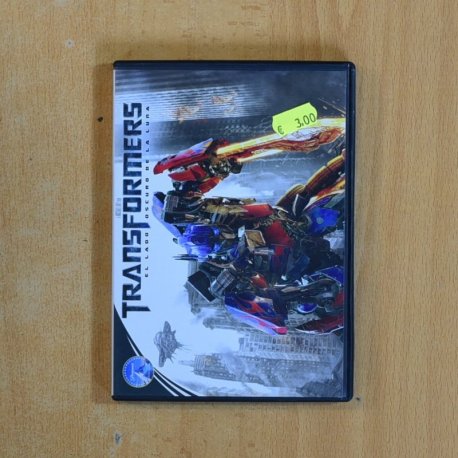 TRANSFORMERS
EL LADO OSCURO DE LA LUNA
€ 3.00